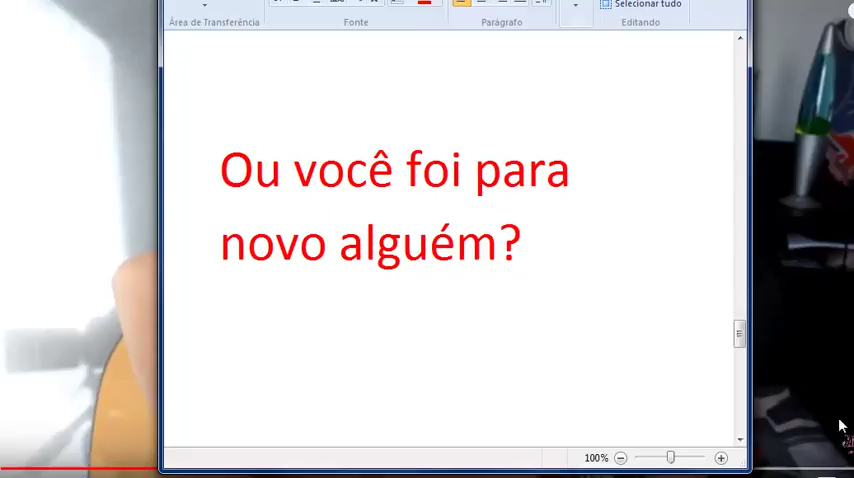 Selecionar tudo
Área de Transferência
Fonte
Parágrafo
Editando
Ou você foi para
novo alguém?
100%